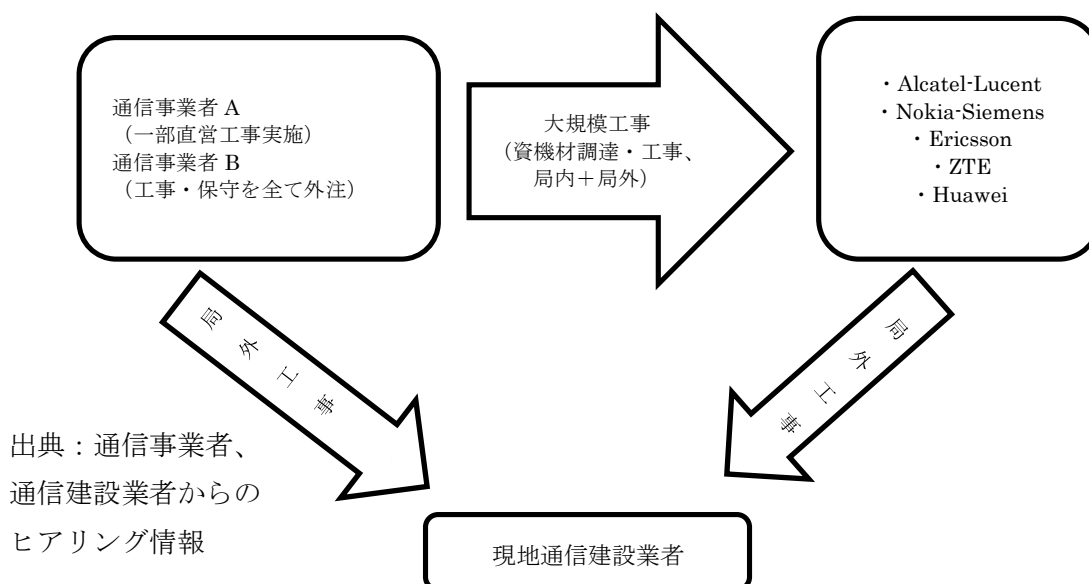 通信事業者 A
（一部直営工事実施）
通信事業者 B
（工事・保守を全て外注）
大規模工事
（資機材調達・工事、
局内＋局外）
・Alcatel-Lucent
・Nokia-Siemens
・Ericsson
・ZTE
・Huawei
局外工事
局外工事
出典：通信事業者、
通信建設業者からの
ヒアリング情報
現地通信建設業者